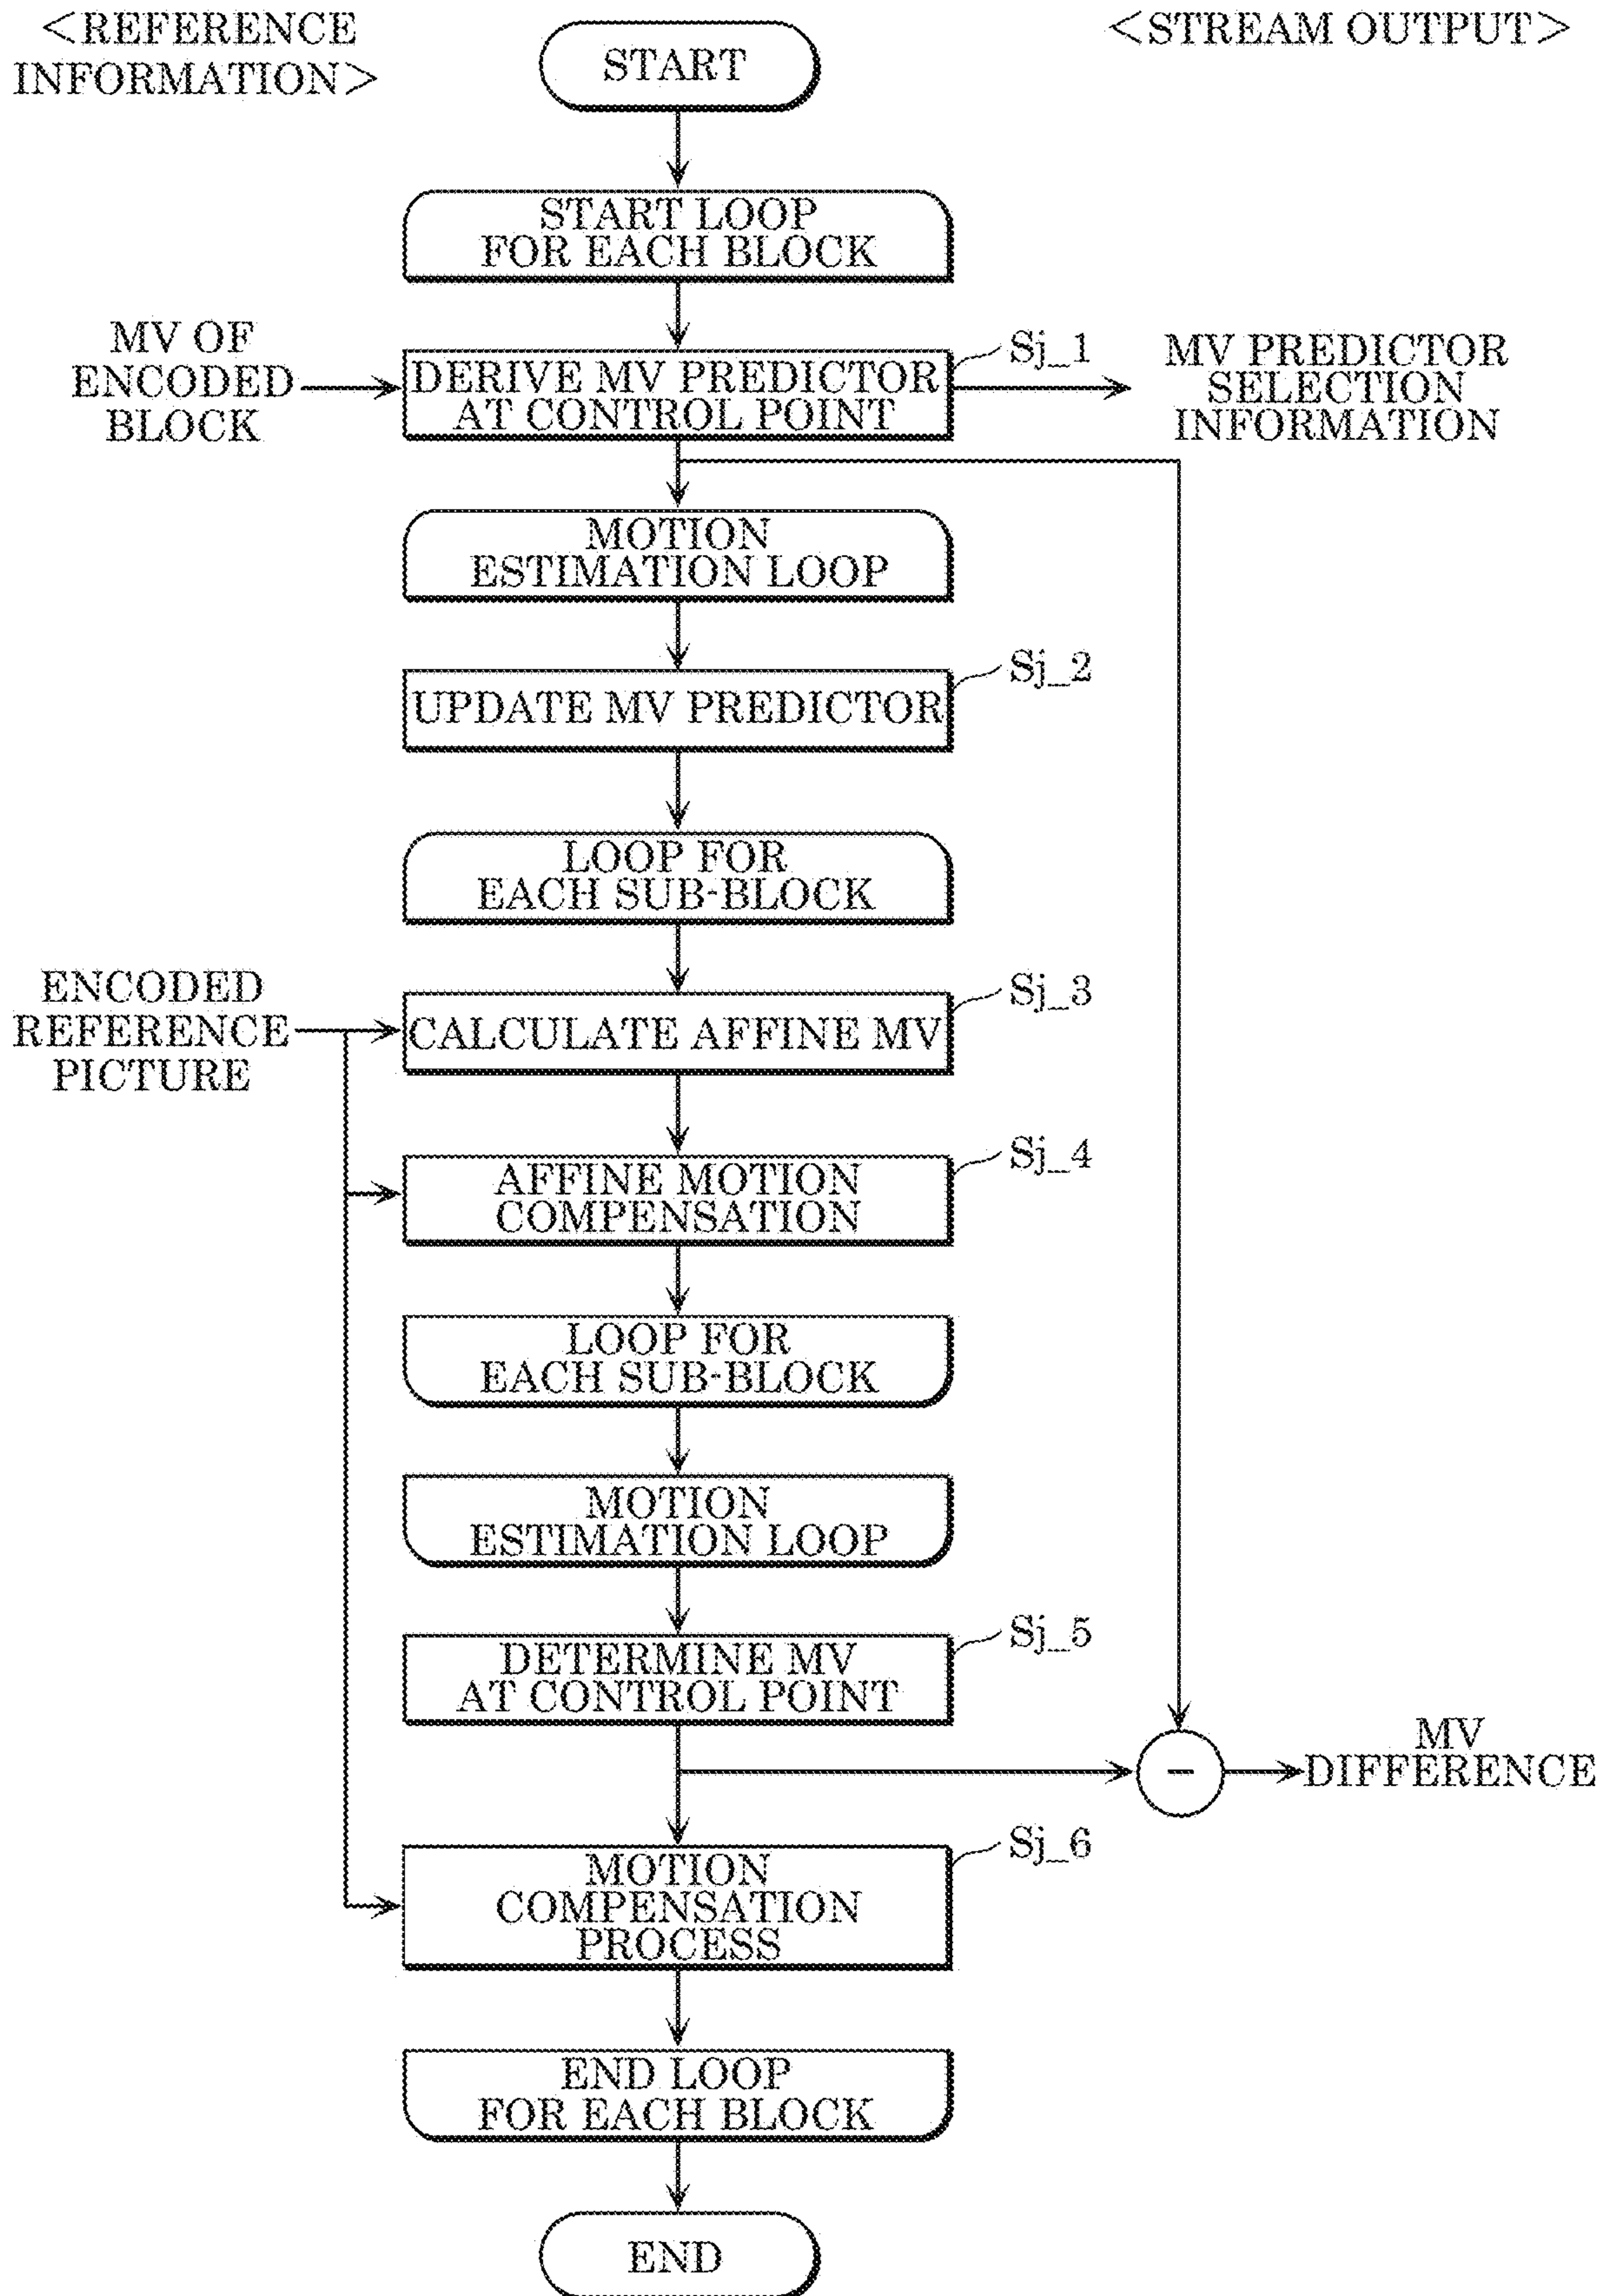 <REFERENCE
INFORMATION>
START
<STREAM OUTPUT>
START LOOP
FOR EACH BLOCK
MV OF
ENCODED
BLOCK
DERIVE MV PREDICTOR
AT CONTROL POINT
Sj_1
MV PREDICTOR
SELECTION
INFORMATION
MOTION
ESTIMATION LOOP
Sj_2
UPDATE MV PREDICTOR
LOOP FOR
EACH SUB-BLOCK
ENCODED
REFERENCE
PICTURE
Sj_3
CALCULATE AFFINE MV
Sj_4
AFFINE MOTION
COMPENSATION
LOOP FOR
EACH SUB-BLOCK
MOTION
ESTIMATION LOOP
Sj_5
DETERMINE MV
AT CONTROL POINT
−
MV
DIFFERENCE
Sj_6
MOTION
COMPENSATION
PROCESS
END LOOP
FOR EACH BLOCK
END